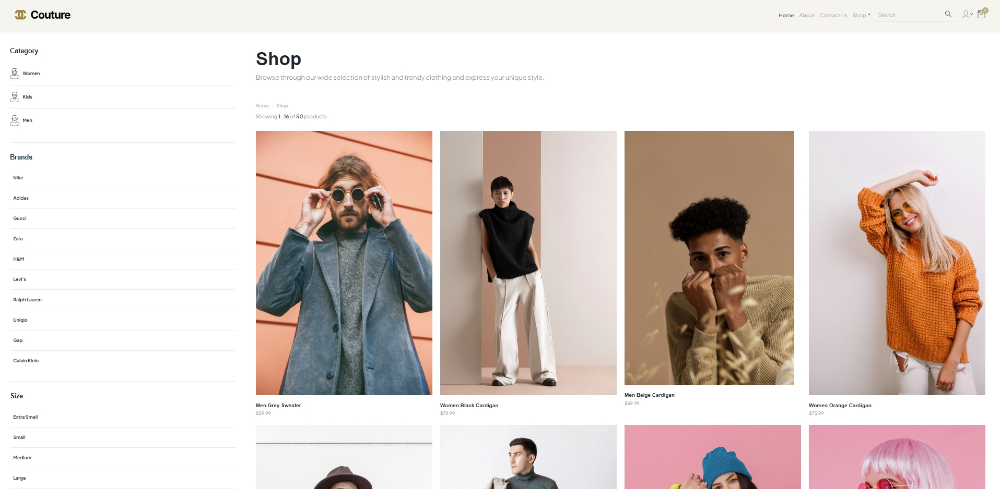 Couture
Home About Contact Us Shop Search 0
Category
Women
Kids
Men
Brands
Nike
Adidas
Gucci
Zara
H&M
Levi's
Ralph Lauren
Uniqlo
Gap
Calvin Klein
Size
Extra Small
Small
Medium
Large
Shop
Browse through our wide selection of stylish and trendy clothing and express your unique style.
Home - Shop
Showing 1–16 of 50 products
Men Grey Sweater
$59.99
Women Black Cardigan
$79.99
Men Beige Cardigan
$69.99
Women Orange Cardigan
$75.99